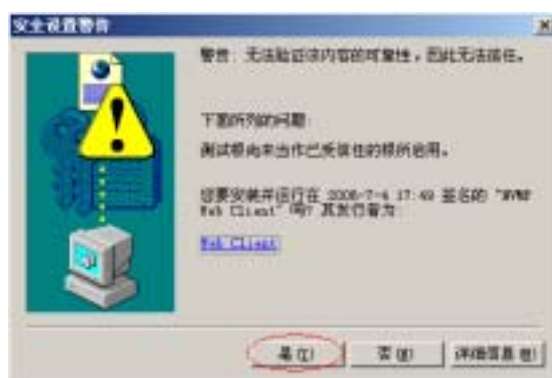 安全设置警告
警告: 无法验证该内容的可靠性，因此无法信任。
下面所列的问题:
测试根尚未当作已受信任的根所启用。
您要安装并运行在 2008-7-4 17:49 签名的 "
Web Client" 吗? 其发行者为:
Web Client
是(Y)
否(N)
详细信息(M)